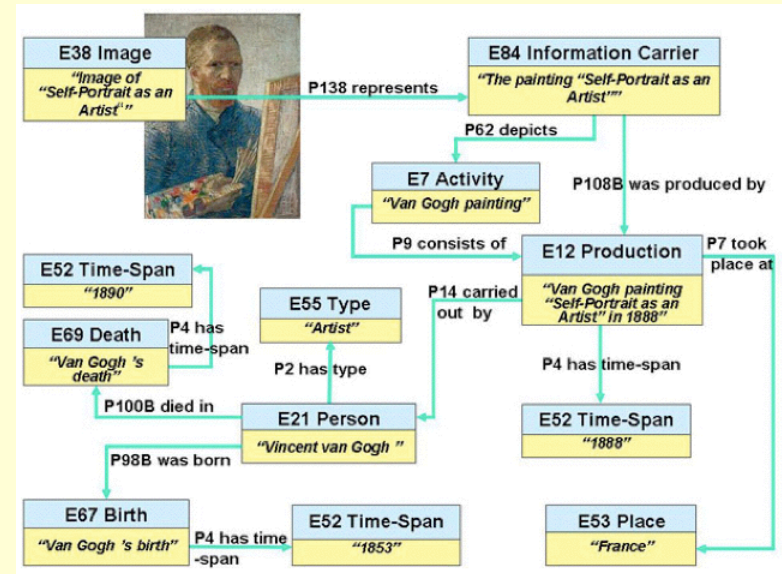 E38 Image
“Image of
“Self-Portrait as an
Artist“”
P138 represents
E84 Information Carrier
“The painting “Self-Portrait as an
Artist””
P62 depicts
E7 Activity
“Van Gogh painting”
P108B was produced by
P9 consists of
E12 Production
“Van Gogh painting
“Self-Portrait as an
Artist” in 1888”
P7 took
place at
E52 Time-Span
“1890”
E55 Type
“Artist”
P14 carried
out by
E69 Death
“Van Gogh ’s
death”
P4 has
time-span
P2 has type
P4 has time-span
P100B died in
E21 Person
“Vincent van Gogh ”
E52 Time-Span
“1888”
P98B was born
E67 Birth
“Van Gogh ’s birth”
P4 has time
-span
E52 Time-Span
“1853”
E53 Place
“France”